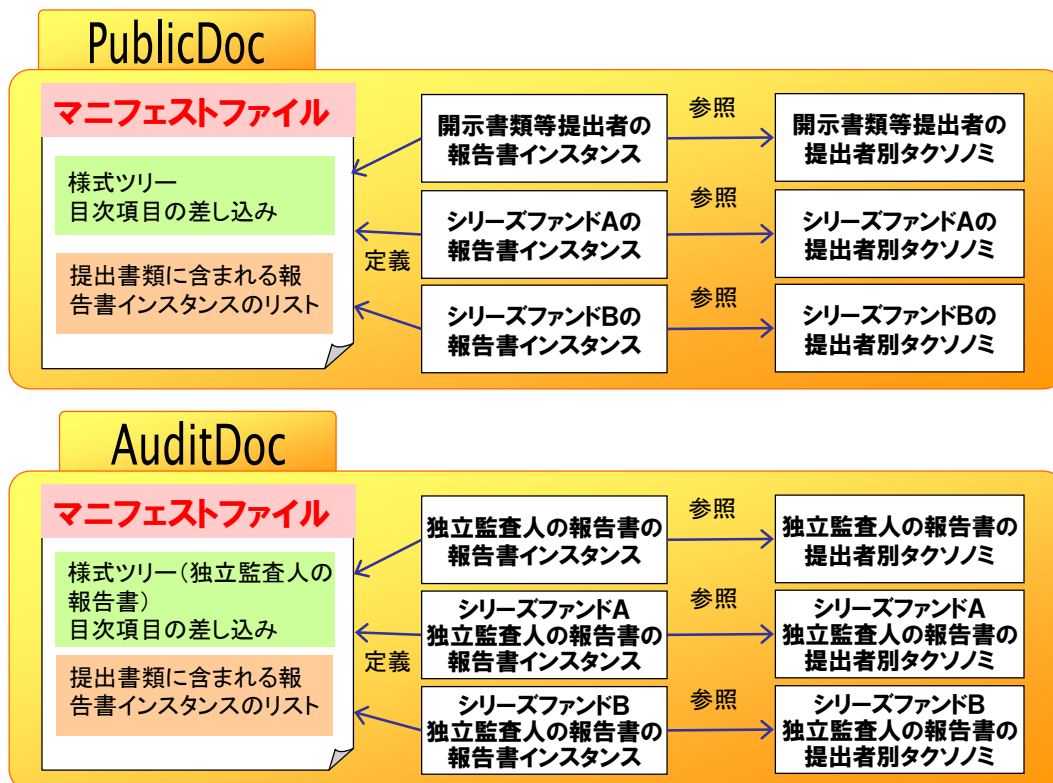 PublicDoc
マニフェストファイル
様式ツリー
目次項目の差し込み
提出書類に含まれる報
告書インスタンスのリスト
定義
開示書類等提出者の
報告書インスタンス
参照
開示書類等提出者の
提出者別タクソノミ
シリーズファンドAの
報告書インスタンス
参照
シリーズファンドAの
提出者別タクソノミ
シリーズファンドBの
報告書インスタンス
参照
シリーズファンドBの
提出者別タクソノミ
AuditDoc
マニフェストファイル
様式ツリー(独立監査人の
報告書)
目次項目の差し込み
提出書類に含まれる報
告書インスタンスのリスト
定義
独立監査人の報告書の
報告書インスタンス
参照
独立監査人の報告書の
提出者別タクソノミ
シリーズファンドA
独立監査人の報告書の
報告書インスタンス
参照
シリーズファンドA
独立監査人の報告書の
提出者別タクソノミ
シリーズファンドB
独立監査人の報告書の
報告書インスタンス
参照
シリーズファンドB
独立監査人の報告書の
提出者別タクソノミ